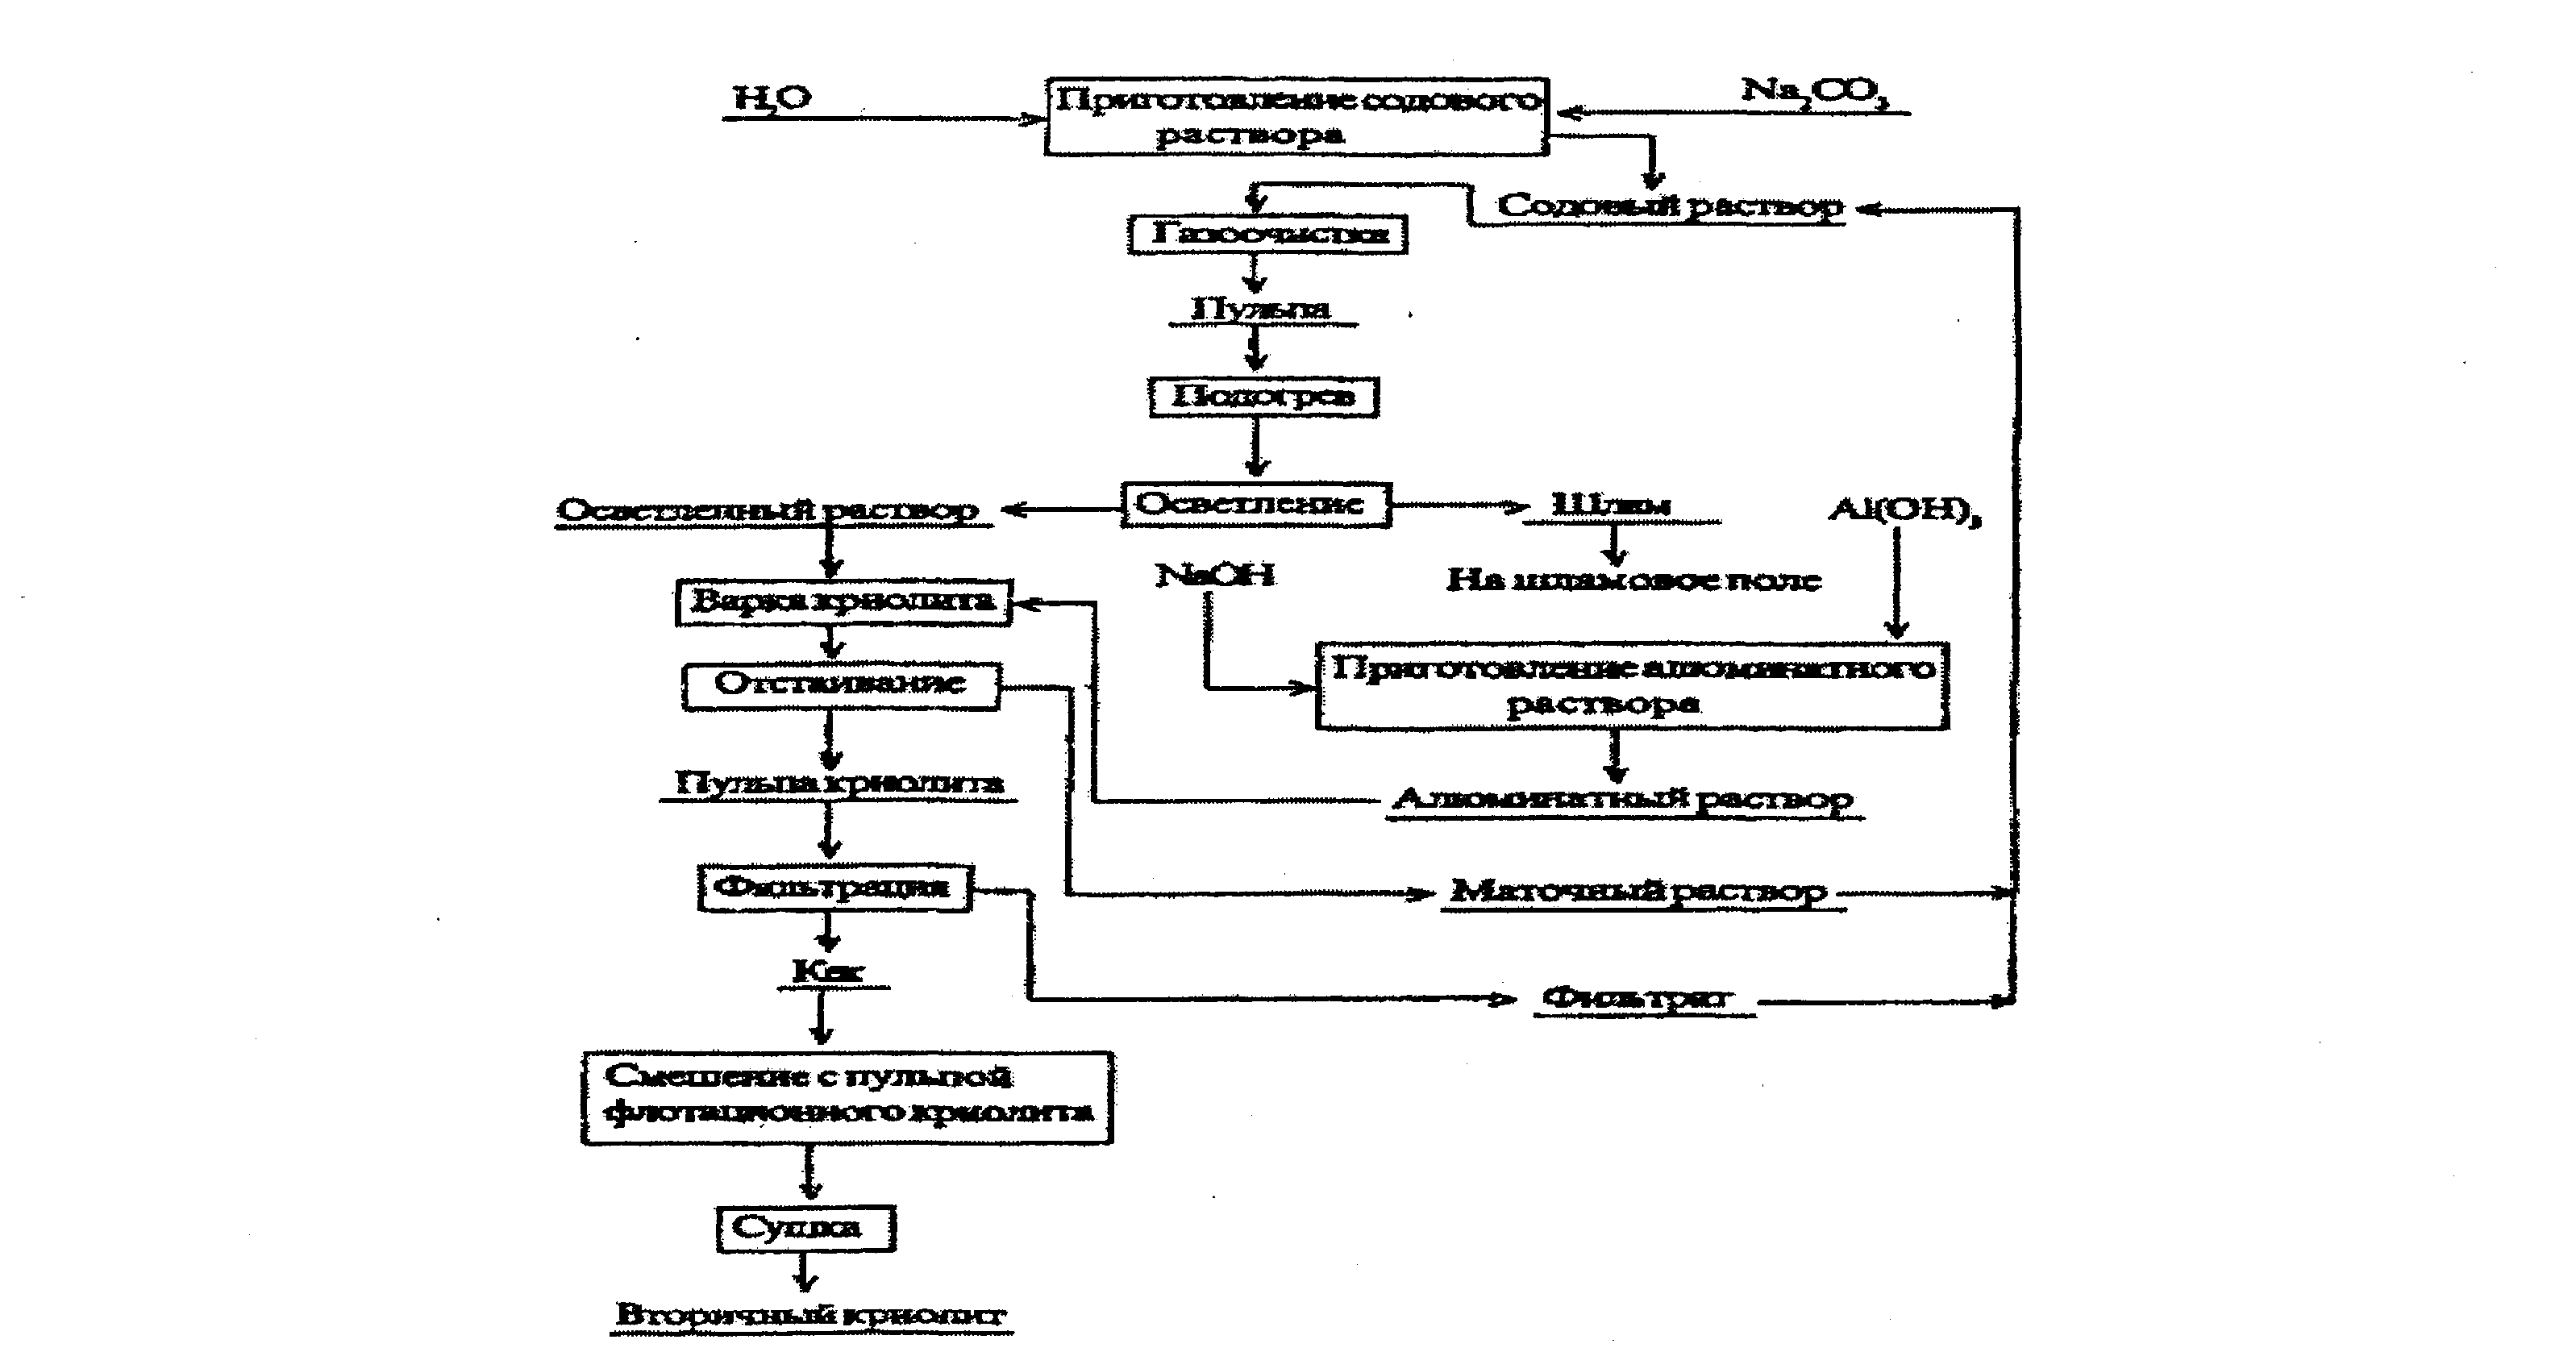 H₂O
Приготовление содового
раствора
Na₂CO₃
Содовый раствор
Газоочистка
Пульпа
Подогрев
Осветленный раствор
Осветление
Шлам
Al(OH)₃
NaOH
На шламовое поле
Варка криолита
Приготовление алюминатного
раствора
Отстаивание
Пульпа криолита
Алюминатный раствор
Фильтрация
Маточный раствор
Кек
Фильтрат
Смешение с пульпой
флотационного криолита
Сушка
Вторичный криолит